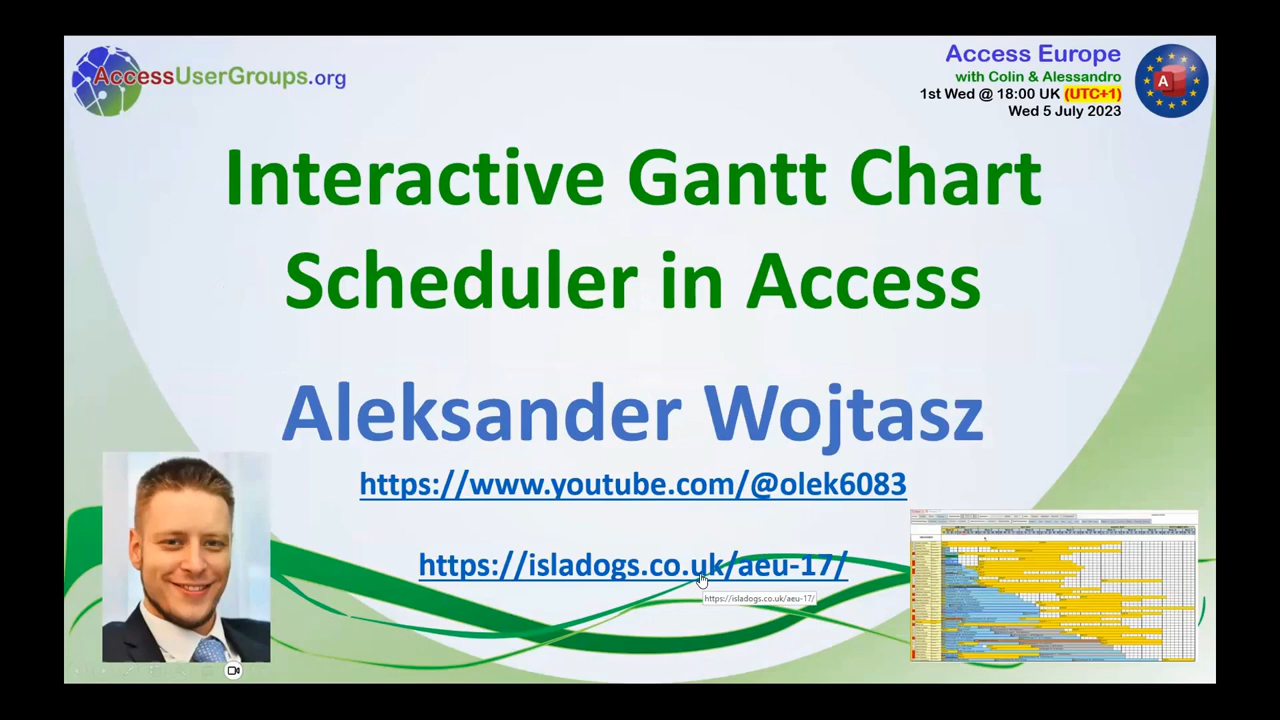 AccessUserGroups.org
Access Europe
with Colin & Alessandro
1st Wed @ 18:00 UK (UTC+1)
Wed 5 July 2023
A
Interactive Gantt Chart
Scheduler in Access
Aleksander Wojtasz
https://www.youtube.com/@olek6083
https://isladogs.co.uk/aeu-17/
https://isladogs.co.uk/aeu-17/